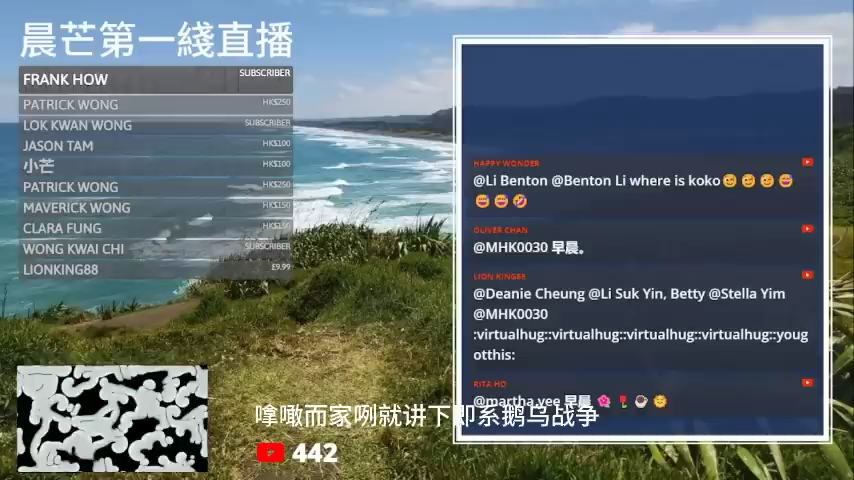 晨芒第一綫直播
FRANK HOW SUBSCRIBER
PATRICK WONG HK$250
LOK KWAN WONG SUBSCRIBER
JASON TAM HK$100
小芒 HK$100
PATRICK WONG HK$250
MAVERICK WONG HK$150
CLARA FUNG
WONG KWAI CHI SUBSCRIBER
LIONKING88 £9.99
HAPPY WONDER
@Li Benton @Benton Li where is koko😅😅😅😅
😅😅🤣
OLIVER CHAN
@MHK0030 早晨。
LION KING88
@Deanie Cheung @Li Suk Yin, Betty @Stella Yim
@MHK0030
:virtualhug::virtualhug::virtualhug::virtualhug::youg
otthis:
RITA HO
@martha.yee 早晨 🌺🌹☕🌞
嗱噉而家咧就讲下即系鹅乌战争
442